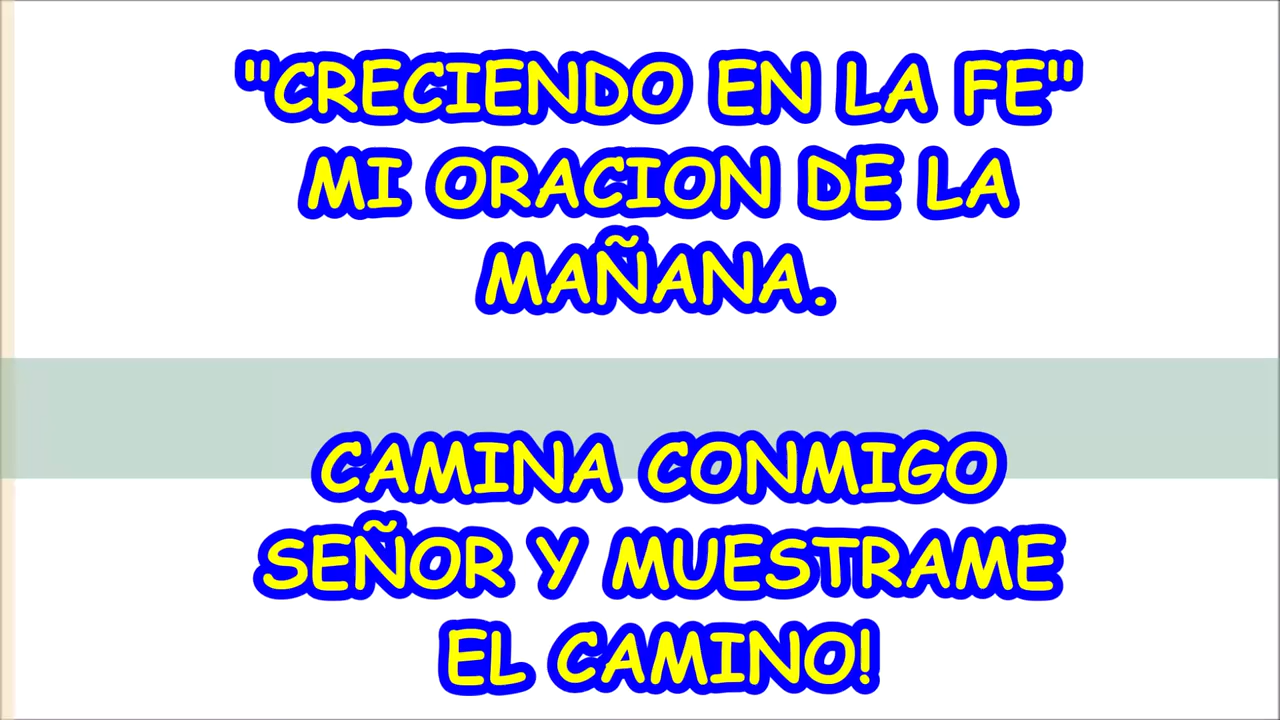 "CRECIENDO EN LA FE"
MI ORACION DE LA
MAÑANA.
CAMINA CONMIGO
SEÑOR Y MUESTRAME
EL CAMINO!